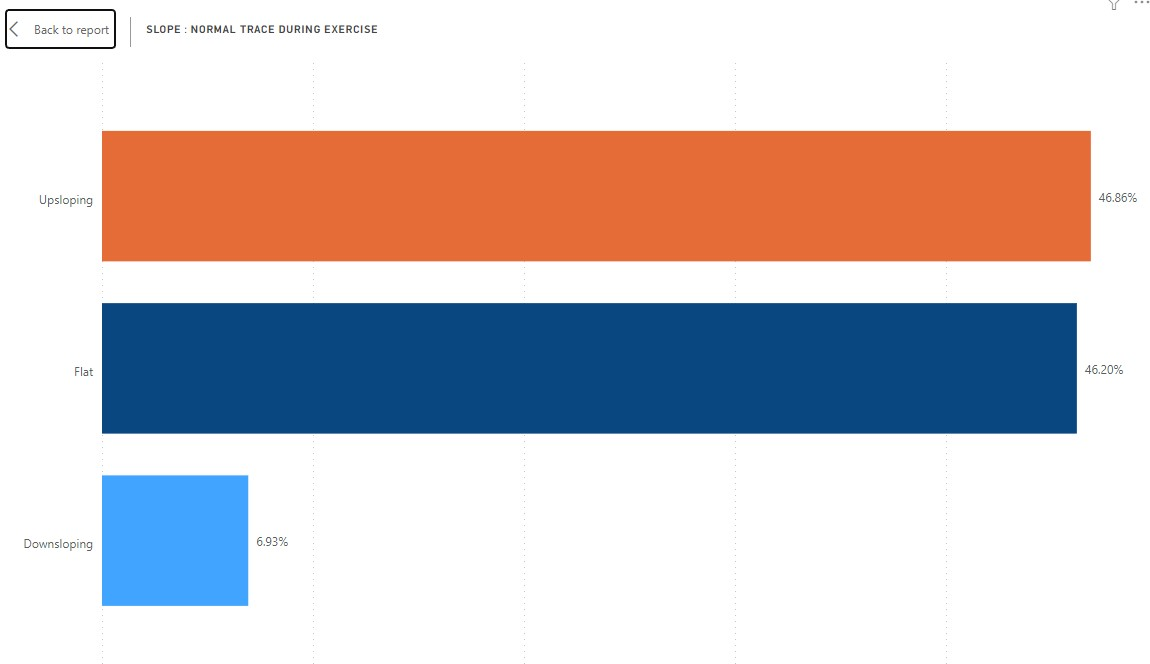 Back to report
SLOPE : NORMAL TRACE DURING EXERCISE
Upsloping
46.86%
Flat
46.20%
Downsloping
6.93%